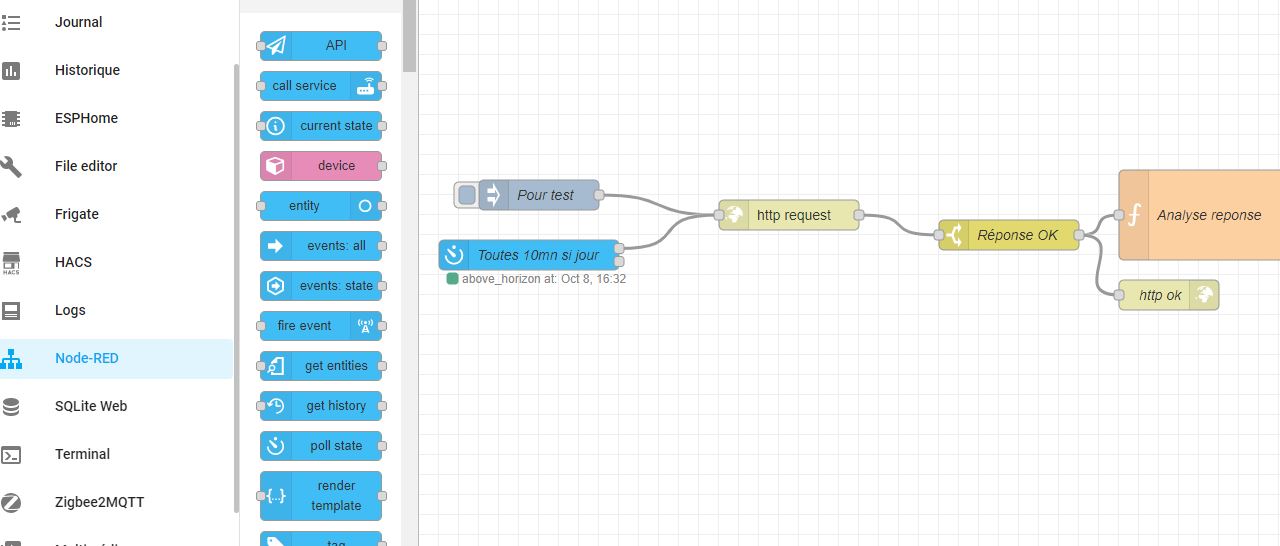 Journal
Historique
ESPHome
File editor
Frigate
HACS
HACS
Logs
Node-RED
SQLite Web
Terminal
Zigbee2MQTT
API
call service
current state
device
entity
events: all
events: state
fire event
get entities
get history
poll state
render
template
tag
Pour test
Toutes 10mn si jour
above_horizon at: Oct 8, 16:32
http request
Réponse OK
Analyse reponse
http ok